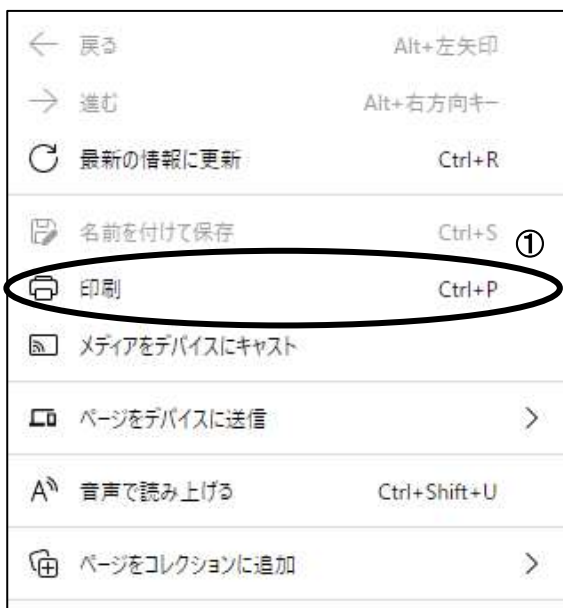 戻る Alt+左矢印
進む Alt+右方向キー
最新の情報に更新 Ctrl+R
名前を付けて保存 Ctrl+S
①
印刷 Ctrl+P
メディアをデバイスにキャスト
ページをデバイスに送信
音声で読み上げる Ctrl+Shift+U
ページをコレクションに追加